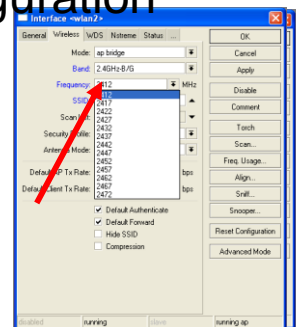 guration
Interface <wlan2>
General Wireless WDS Nstreme Status ...
Mode: ap bridge
Band: 2.4GHz-B/G
Frequency: 2412 MHz
2412
2417
2422
2427
2432
2437
2442
2447
2452
2457
2462
2467
2472
SSID:
Security Profile:
Antenna Mode:
Default AP Tx Rate: bps
Default Client Tx Rate: bps
Default Authenticate
Default Forward
Hide SSID
Compression
OK
Cancel
Apply
Disable
Comment
Torch
Scan...
Freq. Usage...
Align...
Sniff...
Snooper...
Reset Configuration
Advanced Mode
disabled running slave running ap